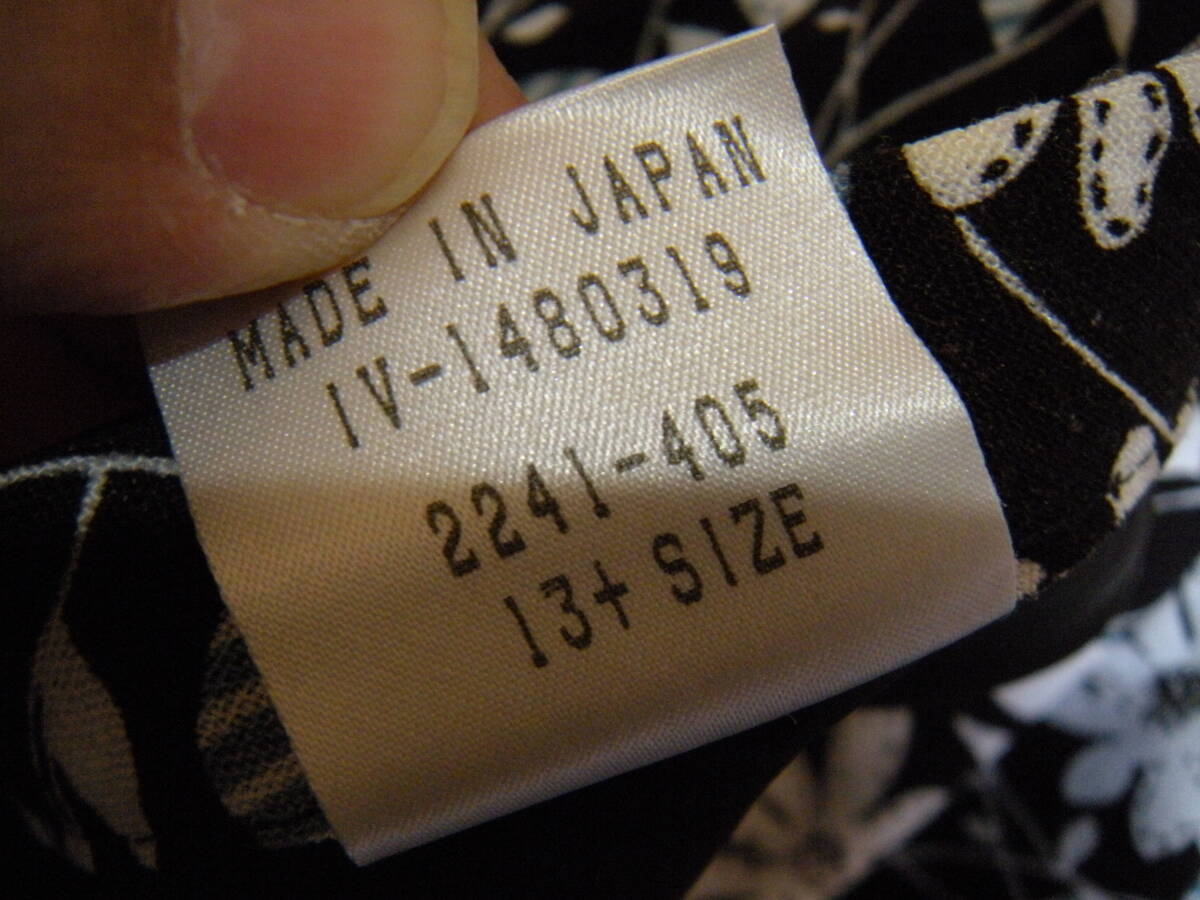 MADE IN JAPAN
IV-1480319
2241-405
13+ SIZE